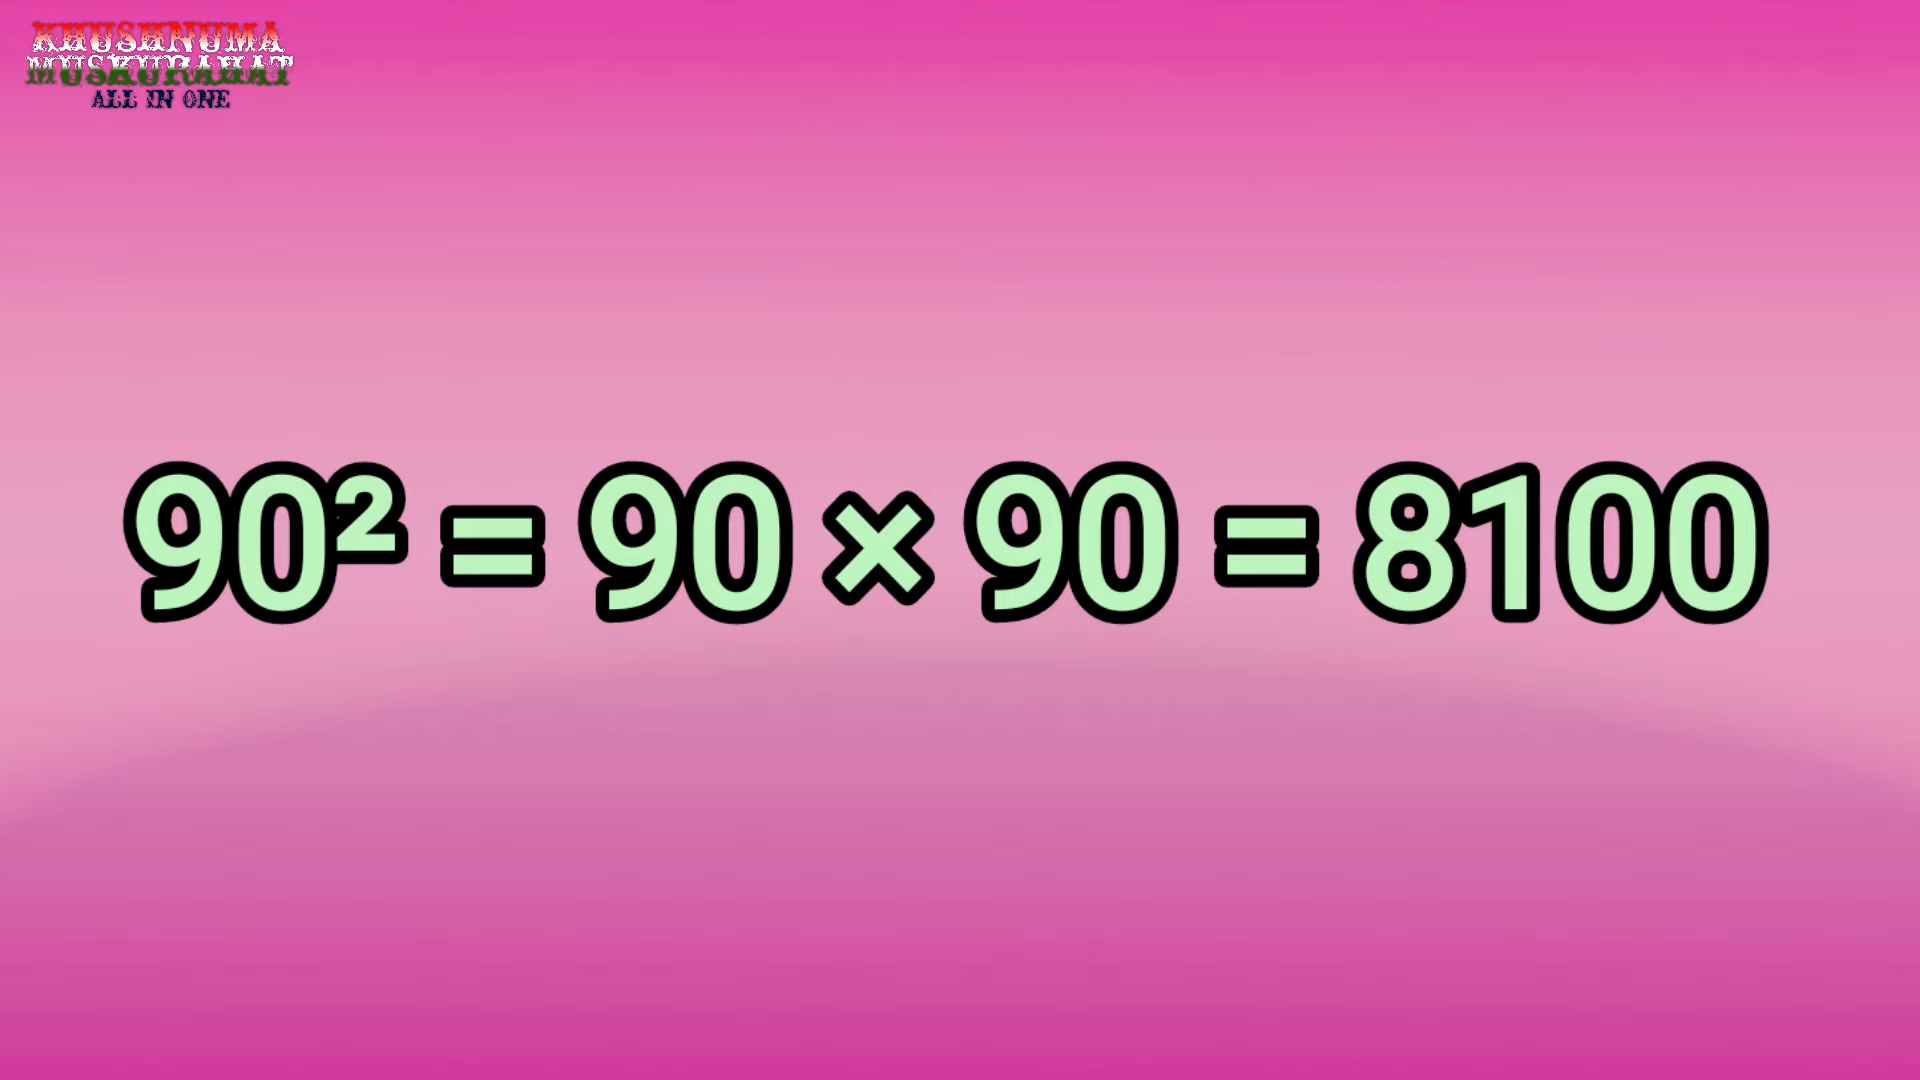 KHUSHNUMA
MUSKURAHAT
ALL IN ONE
90² = 90 × 90 = 8100